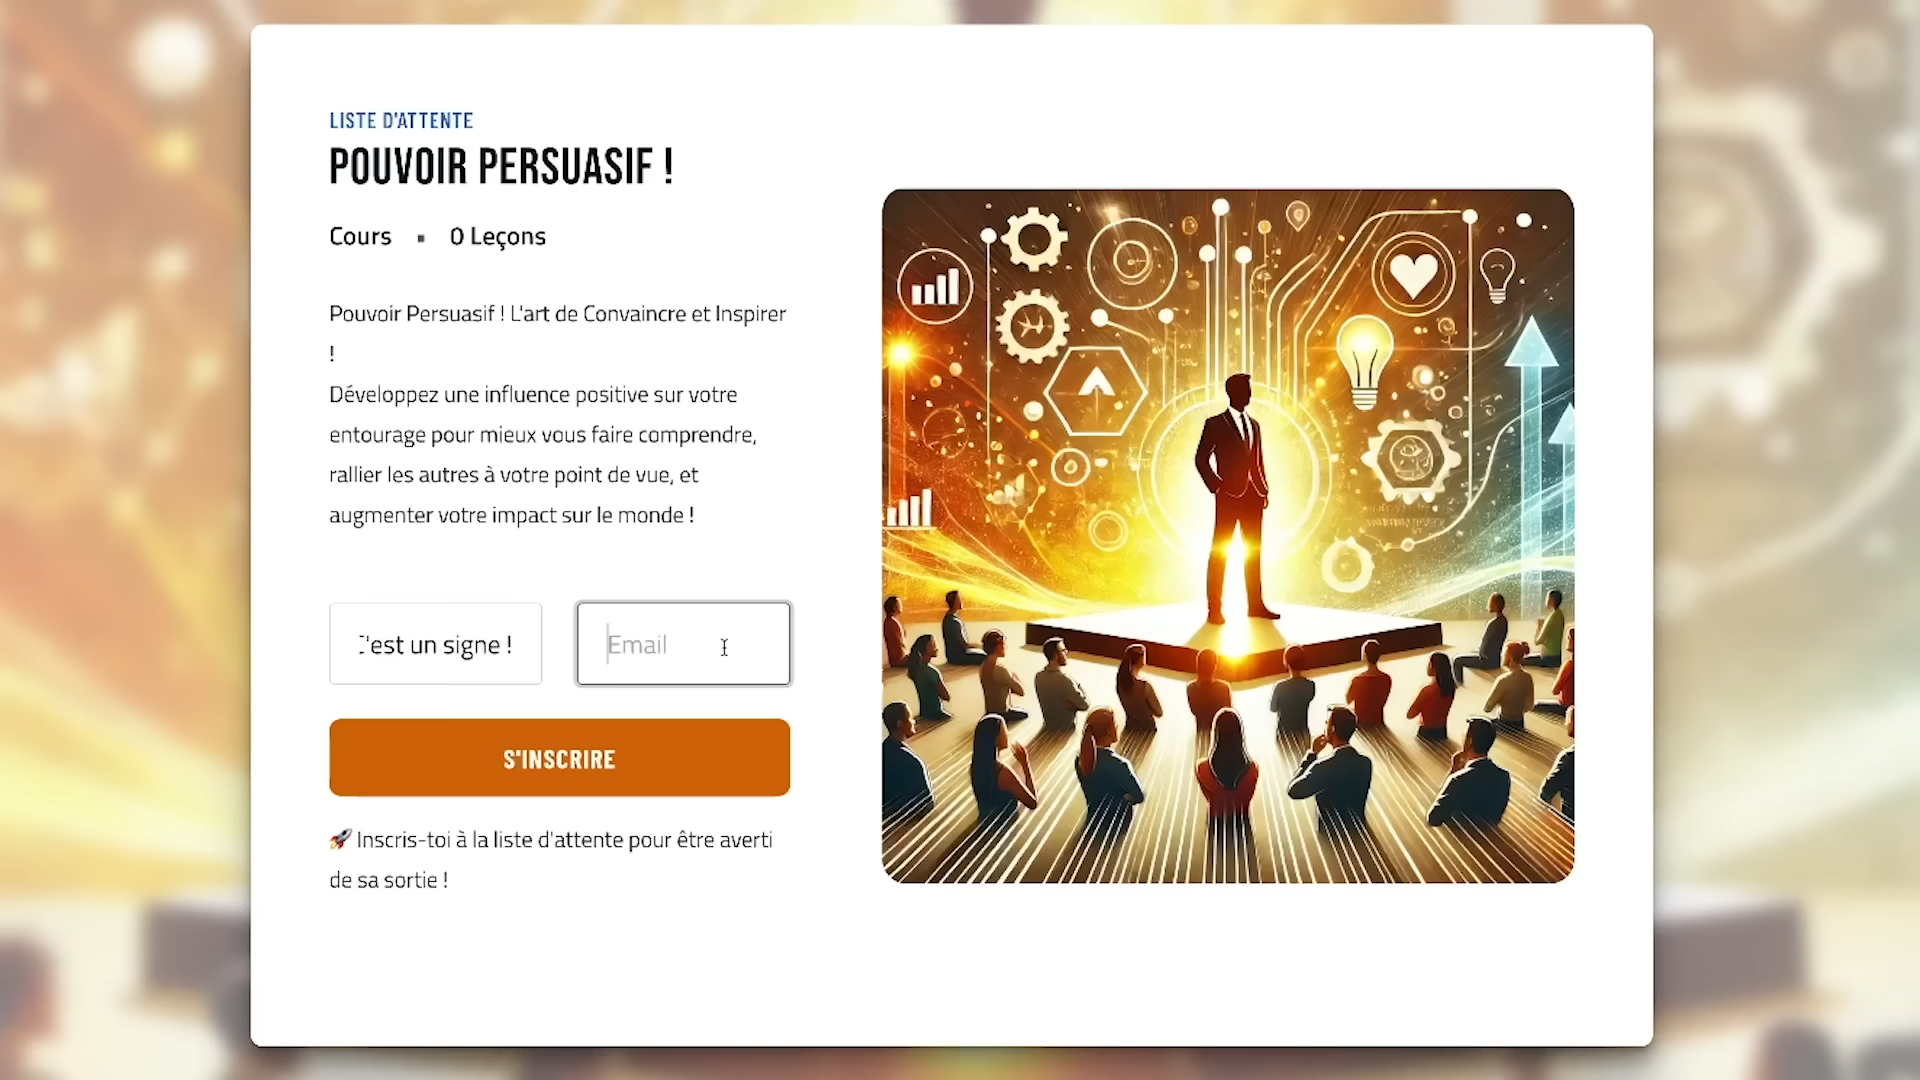 LISTE D'ATTENTE
POUVOIR PERSUASIF !
Cours ▪ 0 Leçons
Pouvoir Persuasif ! L'art de Convaincre et Inspirer
!
Développez une influence positive sur votre
entourage pour mieux vous faire comprendre,
rallier les autres à votre point de vue, et
augmenter votre impact sur le monde !
C'est un signe !
Email
S'INSCRIRE
🚀 Inscris-toi à la liste d'attente pour être averti
de sa sortie !